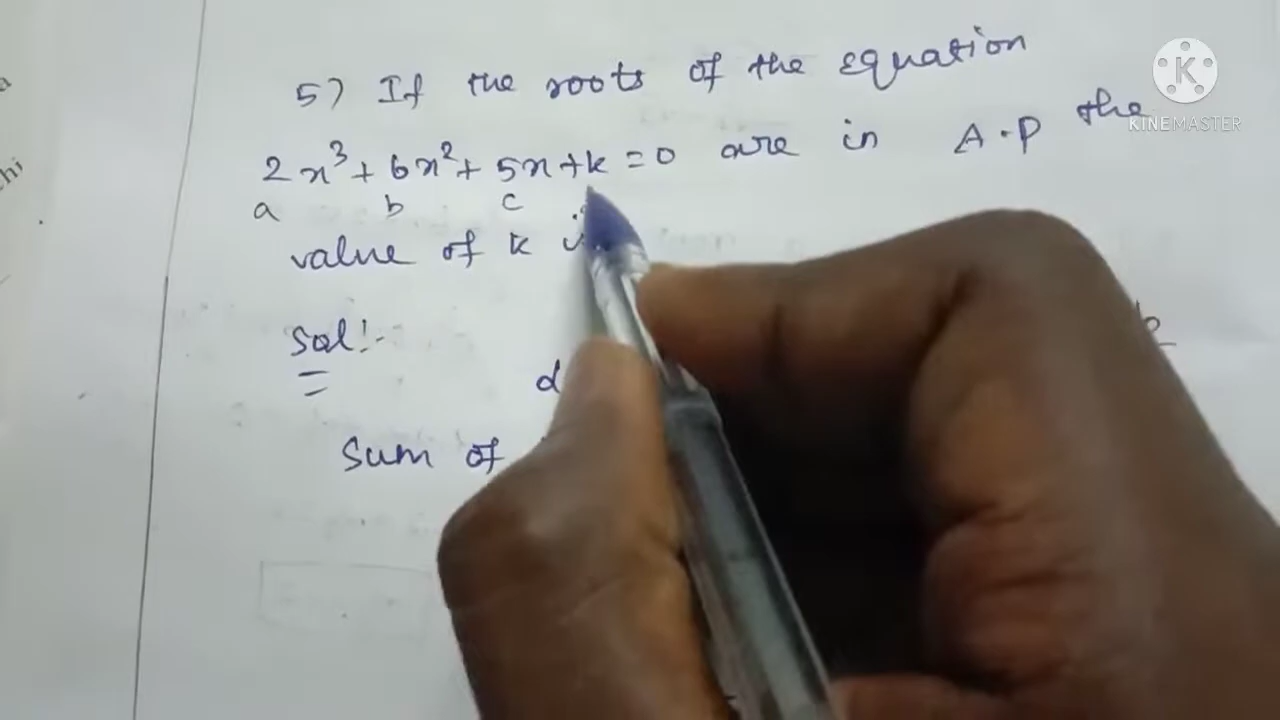 5) If the roots of the equation
2x³ + 6x² + 5x + k = 0 are in A.P the
a b c
value of k
Sol:-
α
Sum of
K
KINEMASTER